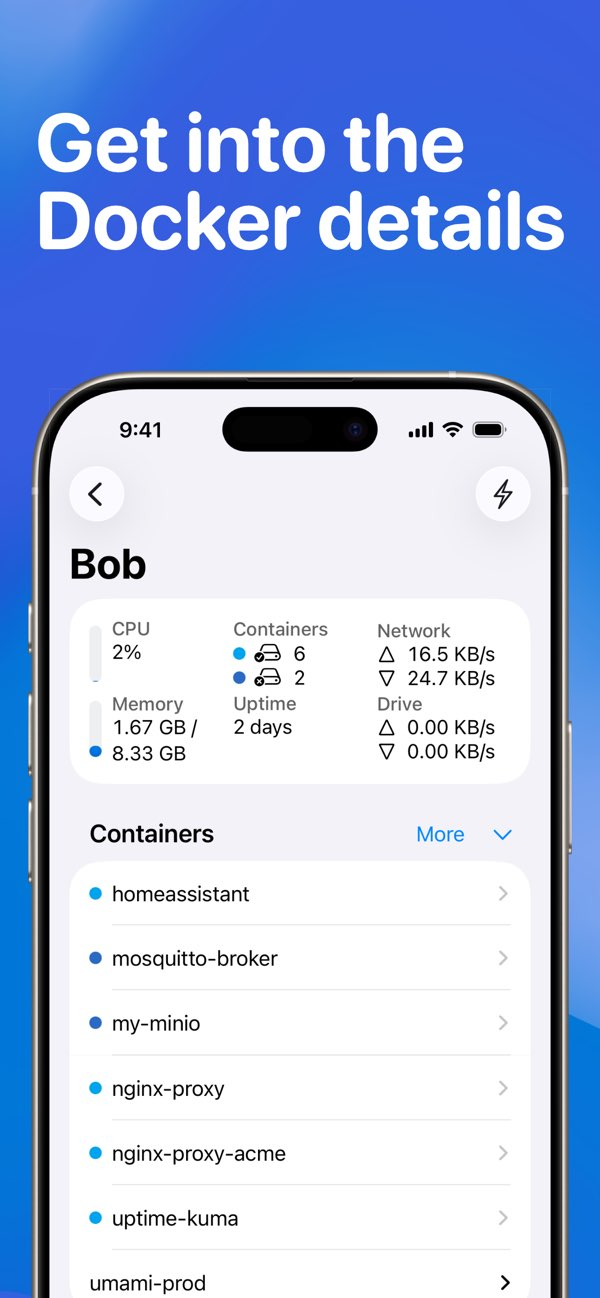 Get into the
Docker details
9:41
Bob
CPU
2%
Containers
6
2
Network
△ 16.5 KB/s
▽ 24.7 KB/s
Memory
1.67 GB /
8.33 GB
Uptime
2 days
Drive
△ 0.00 KB/s
▽ 0.00 KB/s
Containers More
homeassistant
mosquitto-broker
my-minio
nginx-proxy
nginx-proxy-acme
uptime-kuma
umami-prod